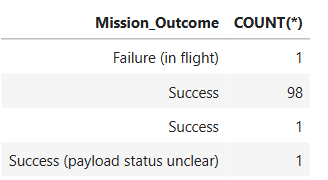 Mission_Outcome COUNT(*)
Failure (in flight) 1
Success 98
Success 1
Success (payload status unclear) 1